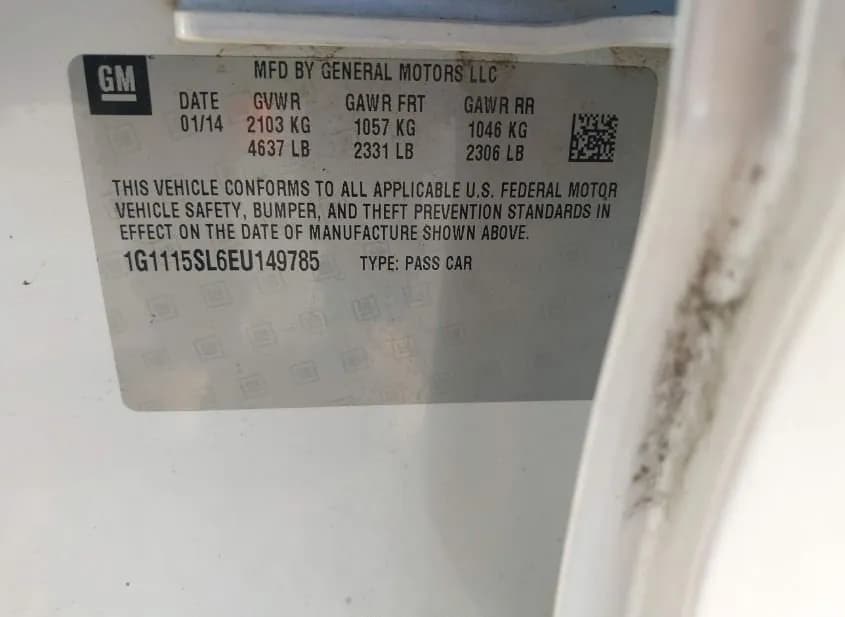 GM
MFD BY GENERAL MOTORS LLC
DATE GVWR GAWR FRT GAWR RR
01/14 2103 KG 1057 KG 1046 KG
4637 LB 2331 LB 2306 LB
THIS VEHICLE CONFORMS TO ALL APPLICABLE U.S. FEDERAL MOTOR
VEHICLE SAFETY, BUMPER, AND THEFT PREVENTION STANDARDS IN
EFFECT ON THE DATE OF MANUFACTURE SHOWN ABOVE.
1G1115SL6EU149785 TYPE: PASS CAR